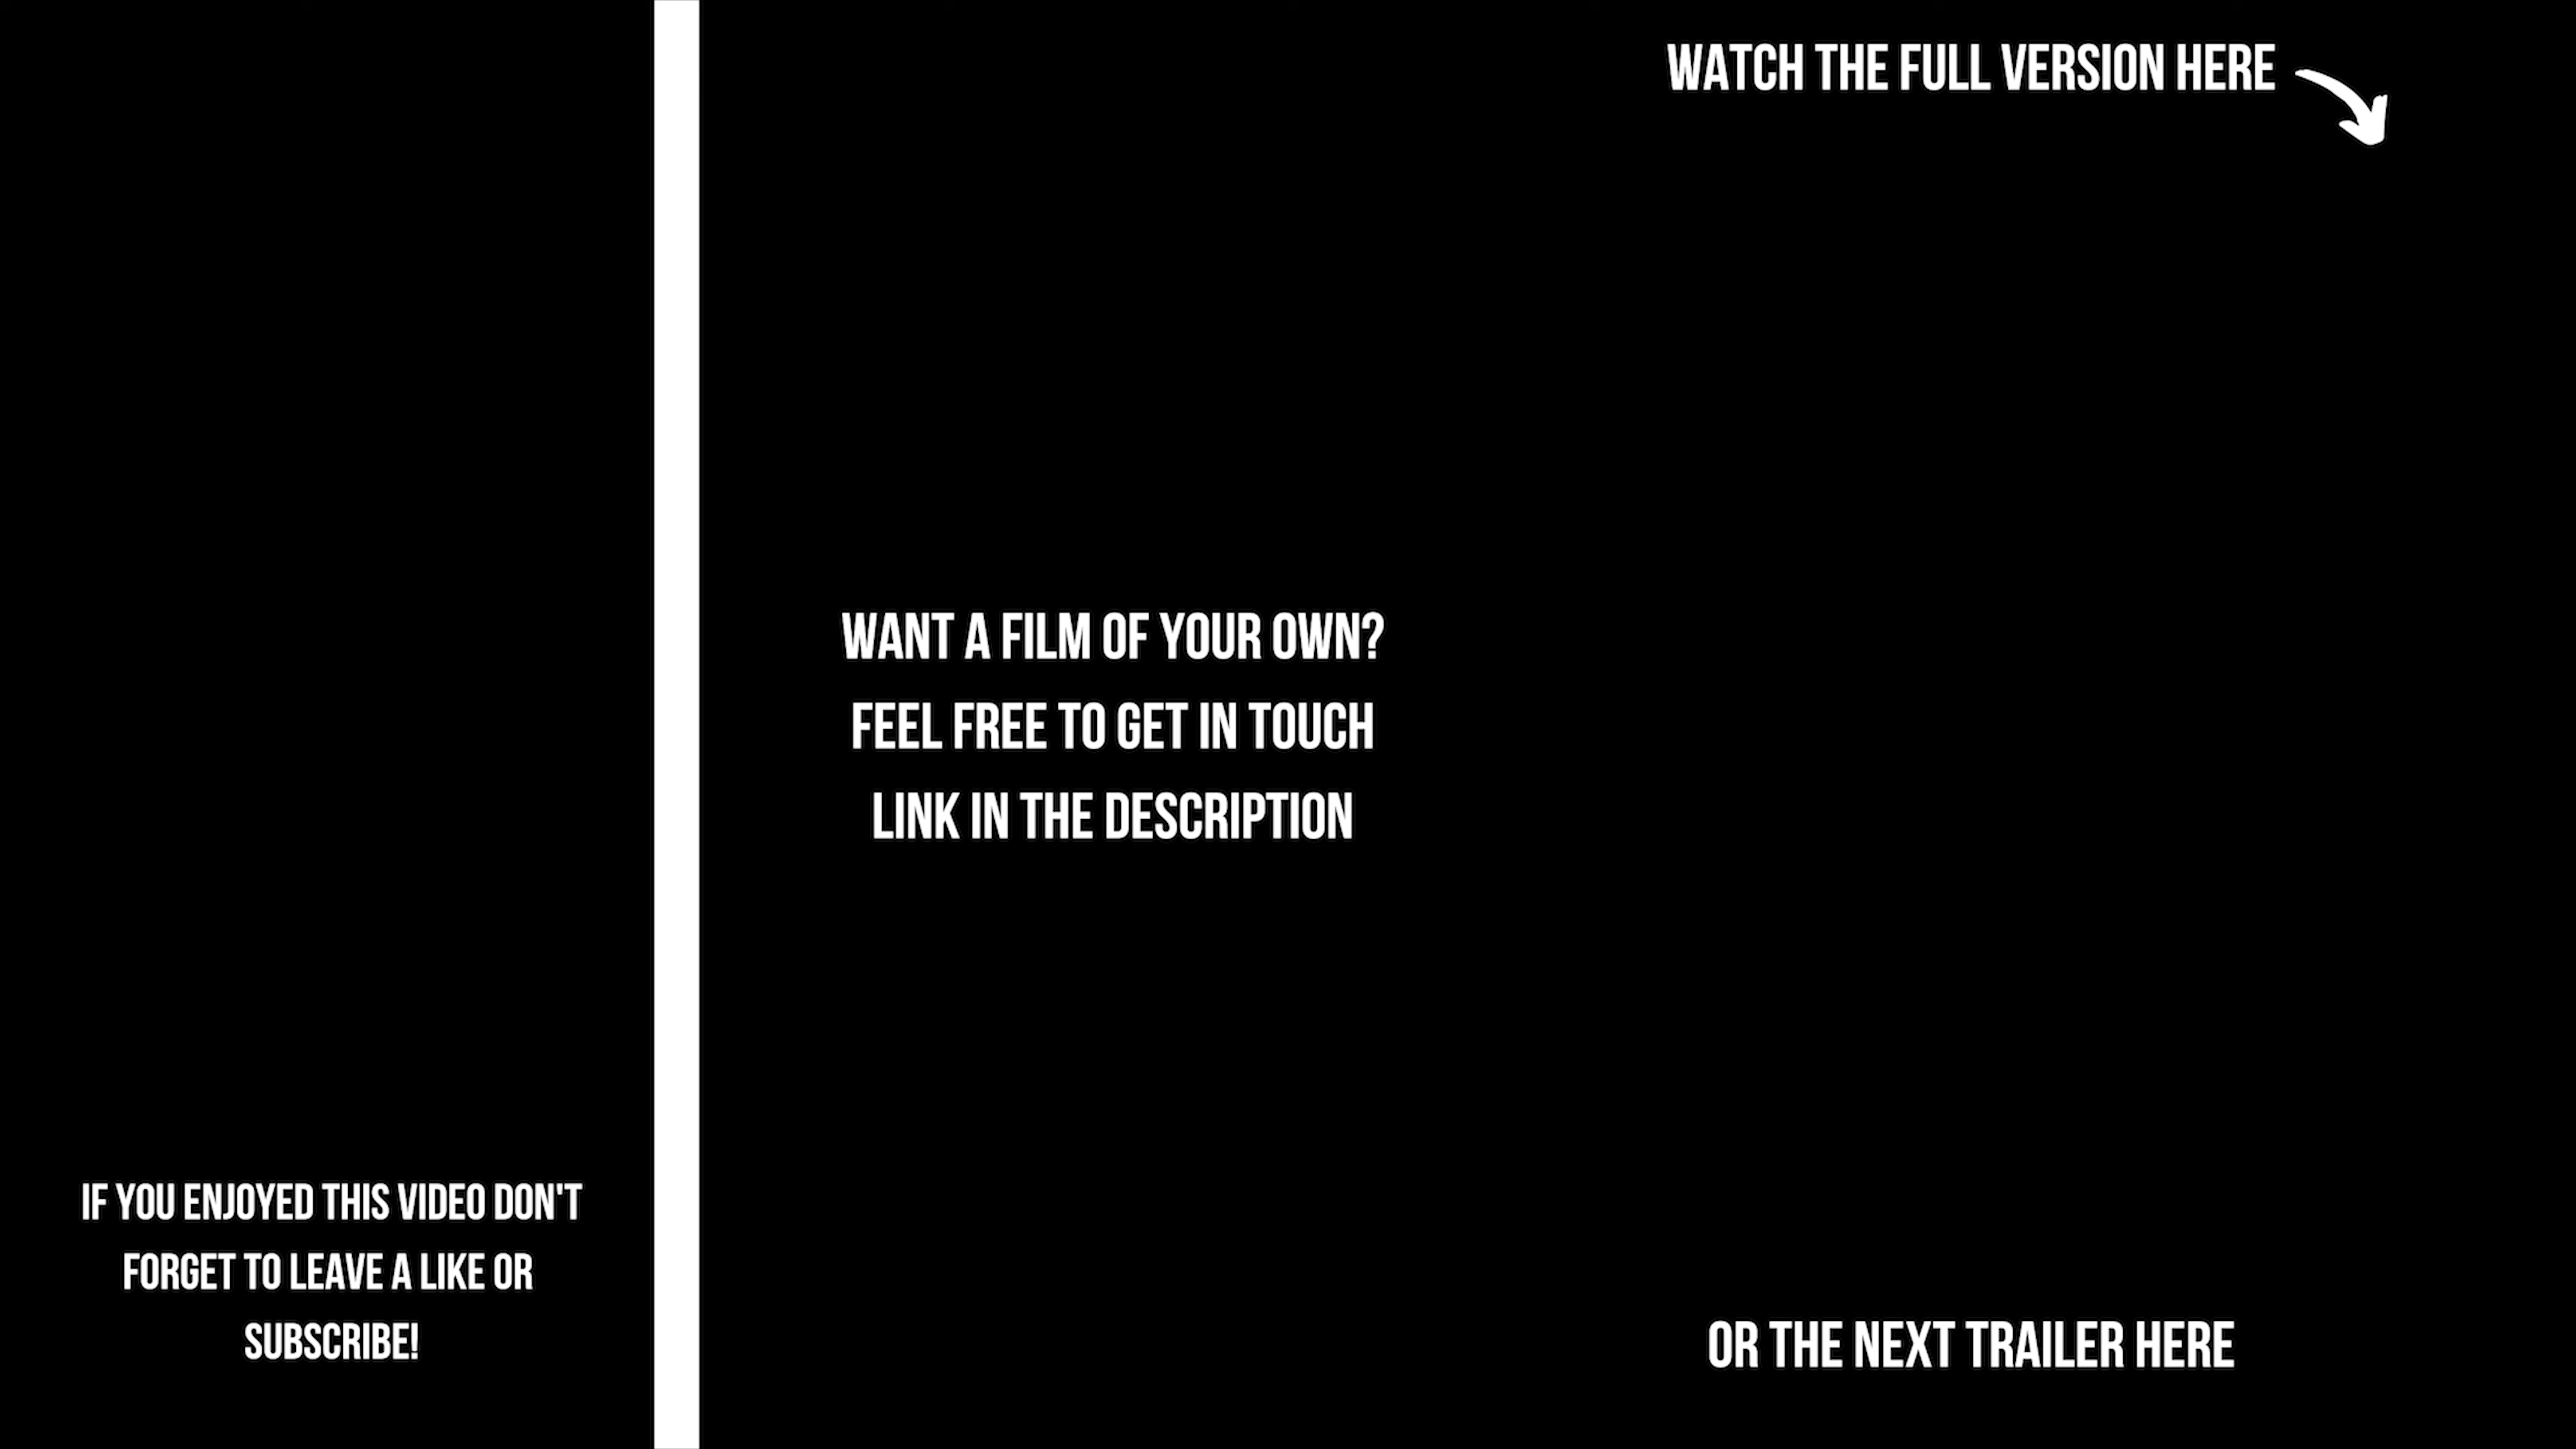 WATCH THE FULL VERSION HERE
WANT A FILM OF YOUR OWN?
FEEL FREE TO GET IN TOUCH
LINK IN THE DESCRIPTION
IF YOU ENJOYED THIS VIDEO DON'T
FORGET TO LEAVE A LIKE OR
SUBSCRIBE!
OR THE NEXT TRAILER HERE